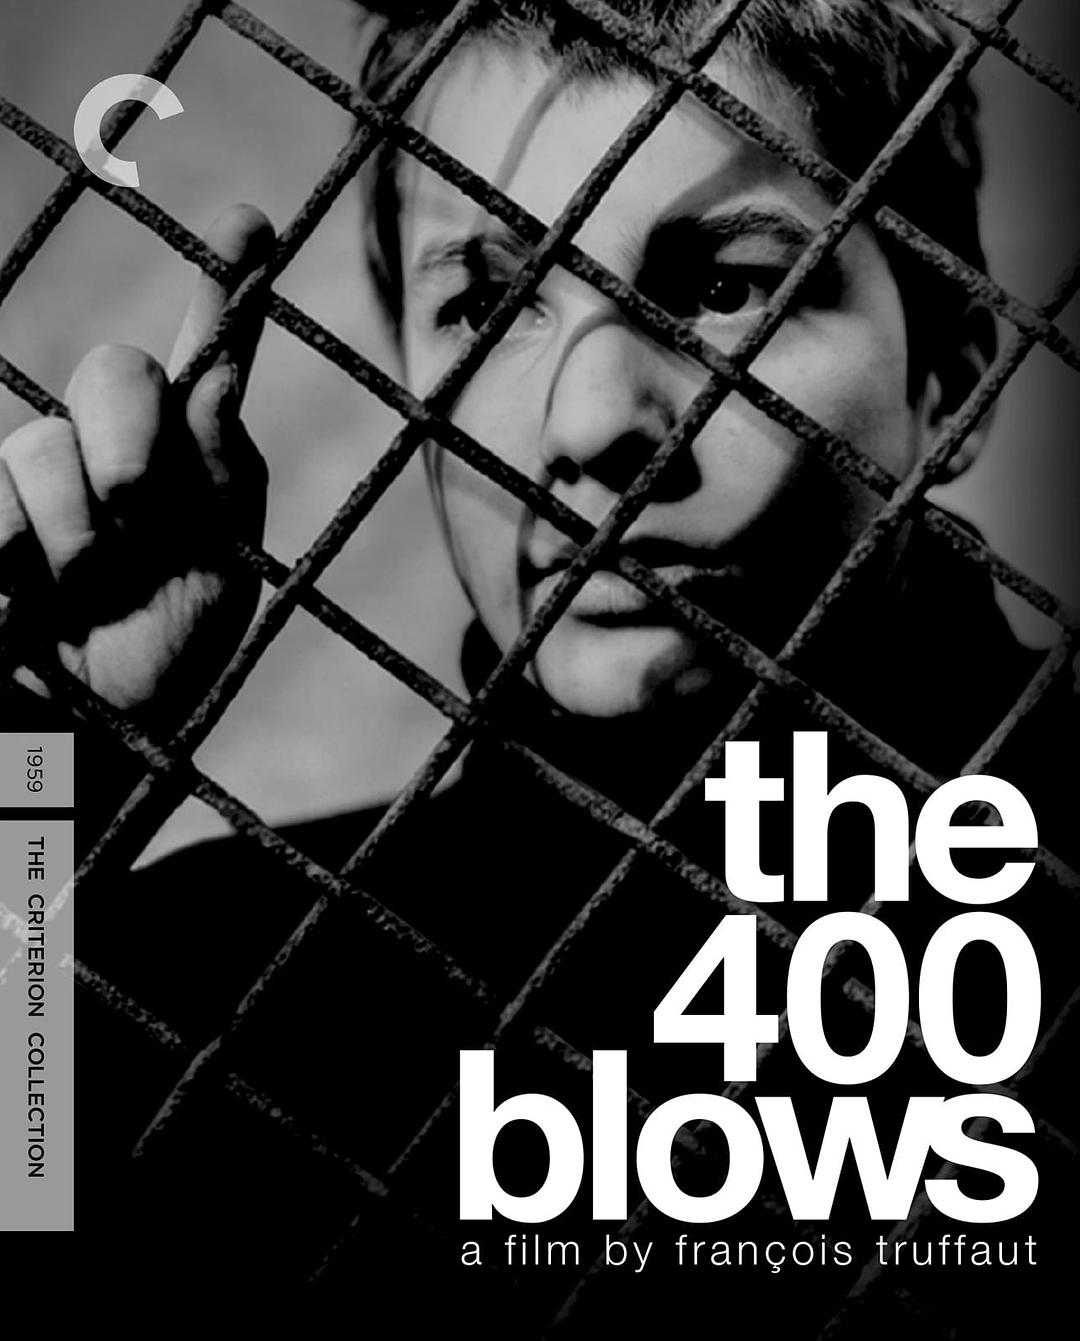 1959
THE CRITERION COLLECTION
the
400
blows
a film by françois truffaut